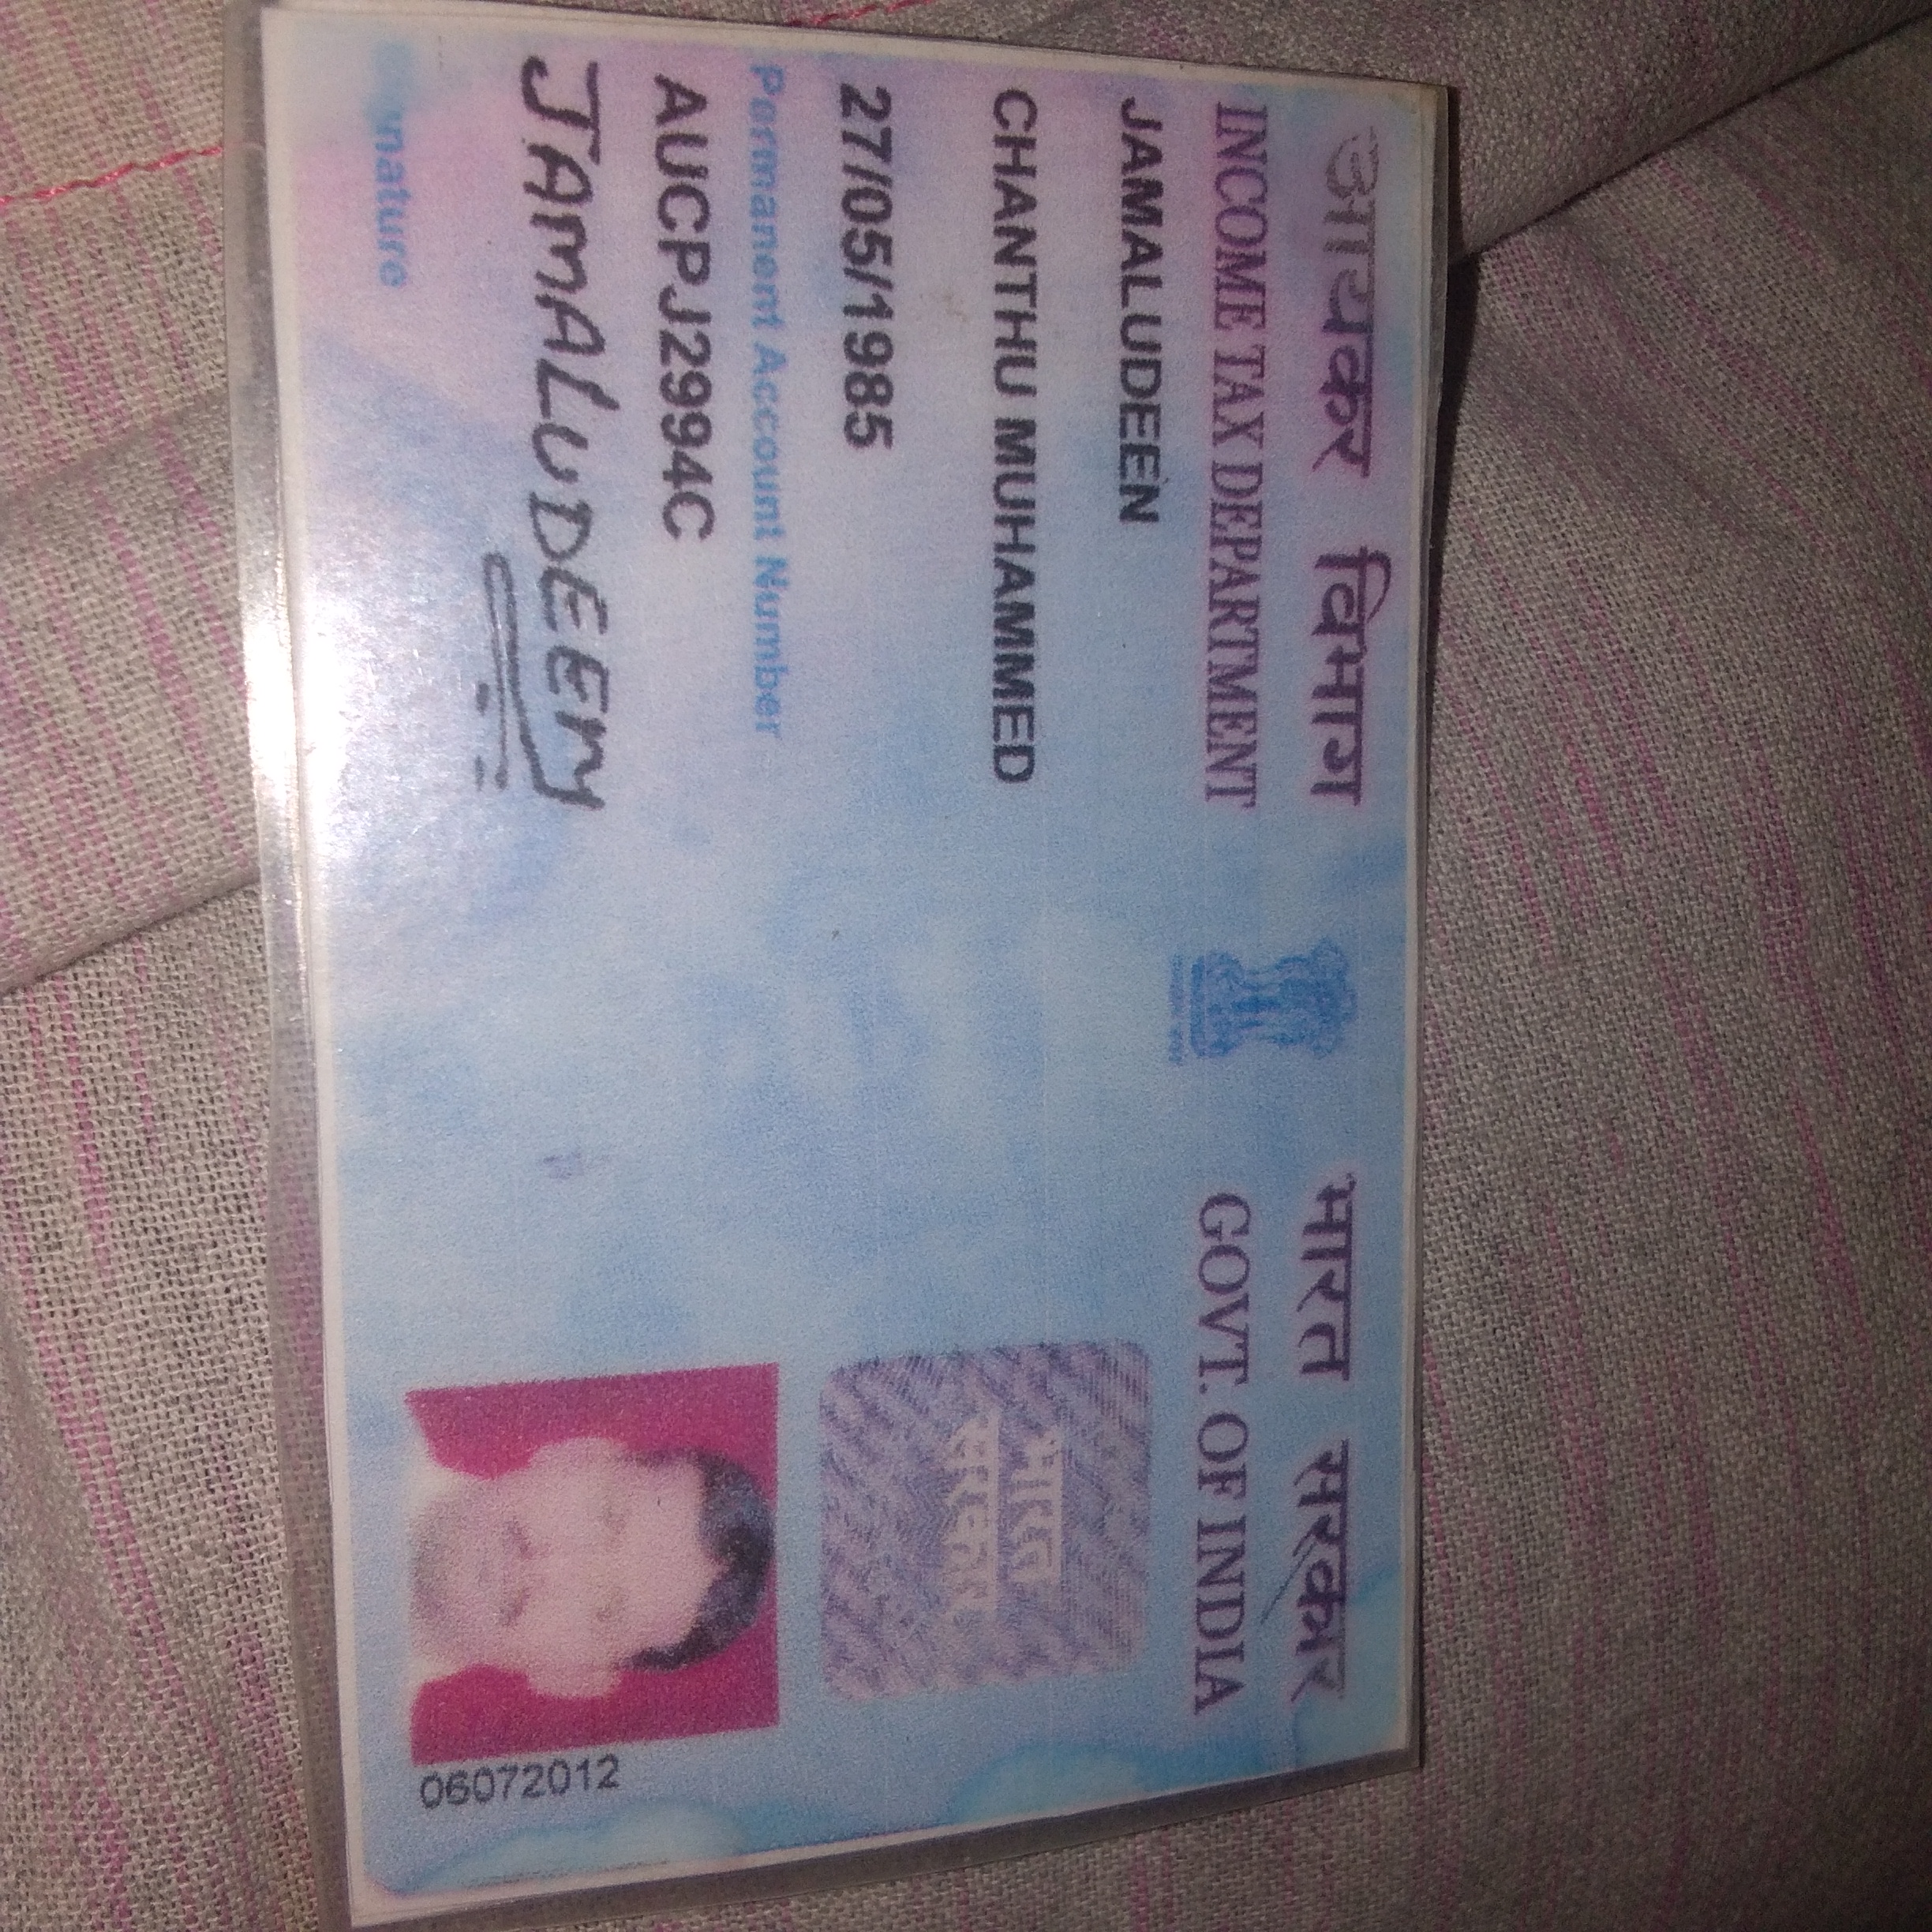 आयकर विभाग
INCOME TAX DEPARTMENT
भारत सरकार
GOVT. OF INDIA
JAMALUDEEN
CHANTHU MUHAMMED
27/05/1985
Permanent Account Number
AUCPJ2994C
JAMALUDEEN
nature
भारत
सरकार
06072012